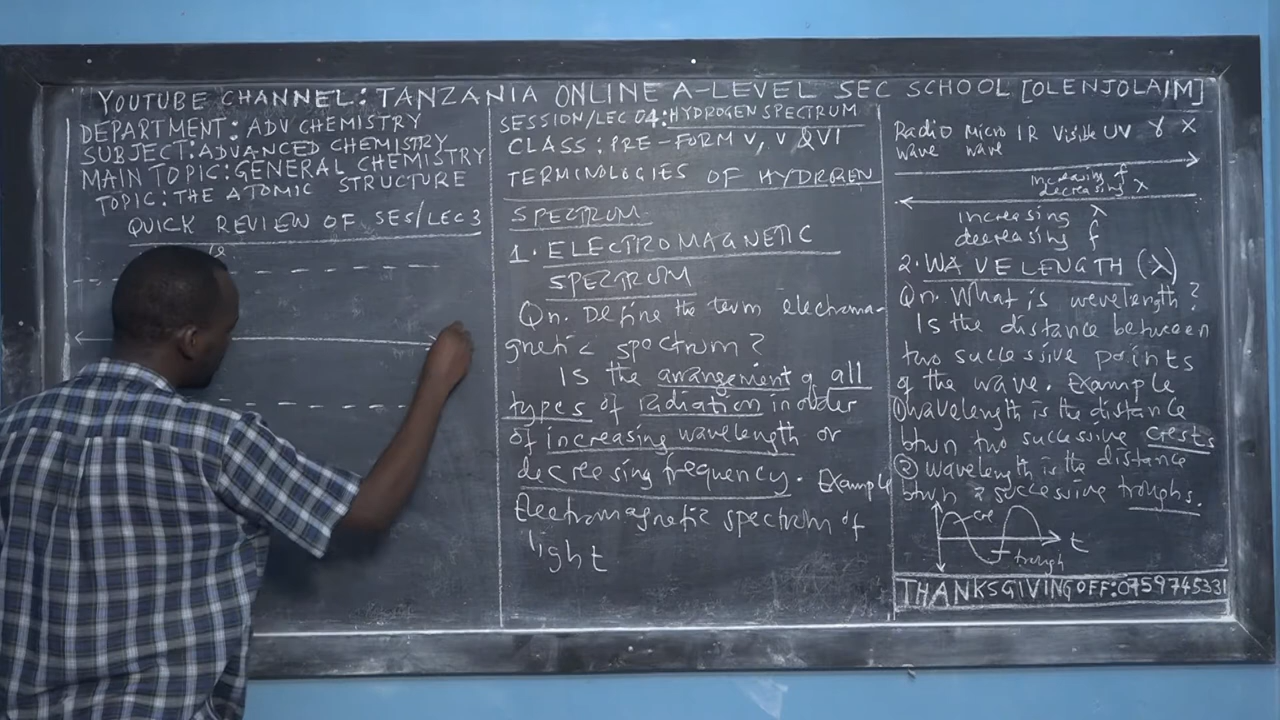 YOUTUBE CHANNEL: TANZANIA ONLINE A-LEVEL SEC SCHOOL [OLENJOLAIM]
DEPARTMENT: ADV CHEMISTRY
SUBJECT: ADVANCED CHEMISTRY
MAIN TOPIC: GENERAL CHEMISTRY
TOPIC: THE ATOMIC STRUCTURE
QUICK REVIEW OF SES/LEC 3
SESSION/LEC 04: HYDROGEN SPECTRUM
CLASS: PRE-FORM V, V &VI
TERMINOLOGIES OF HYDROGEN
SPECTRUM
1. ELECTROMAGNETIC
SPECTRUM
Qn. Define the term electroma-
gnetic spectrum?
Is the arrangement of all
types of radiation in order
of increasing wavelength or
decreesing frequency. Example
Electromagnetic spectrum of
light
Radio Micro IR Visible UV γ X
wave wave
increasing f
decreasing λ
increasing λ
decreasing f
2. WAVELENGTH (λ)
Qn. What is wevelength?
Is the distance between
two successive points
of the wave. Example
① wavelength is the distance
btwn two successive crests
② wavelength is the distance
btwn 2 successive troughs.
t
trough
THANKSGIVING OFF: 0759745331